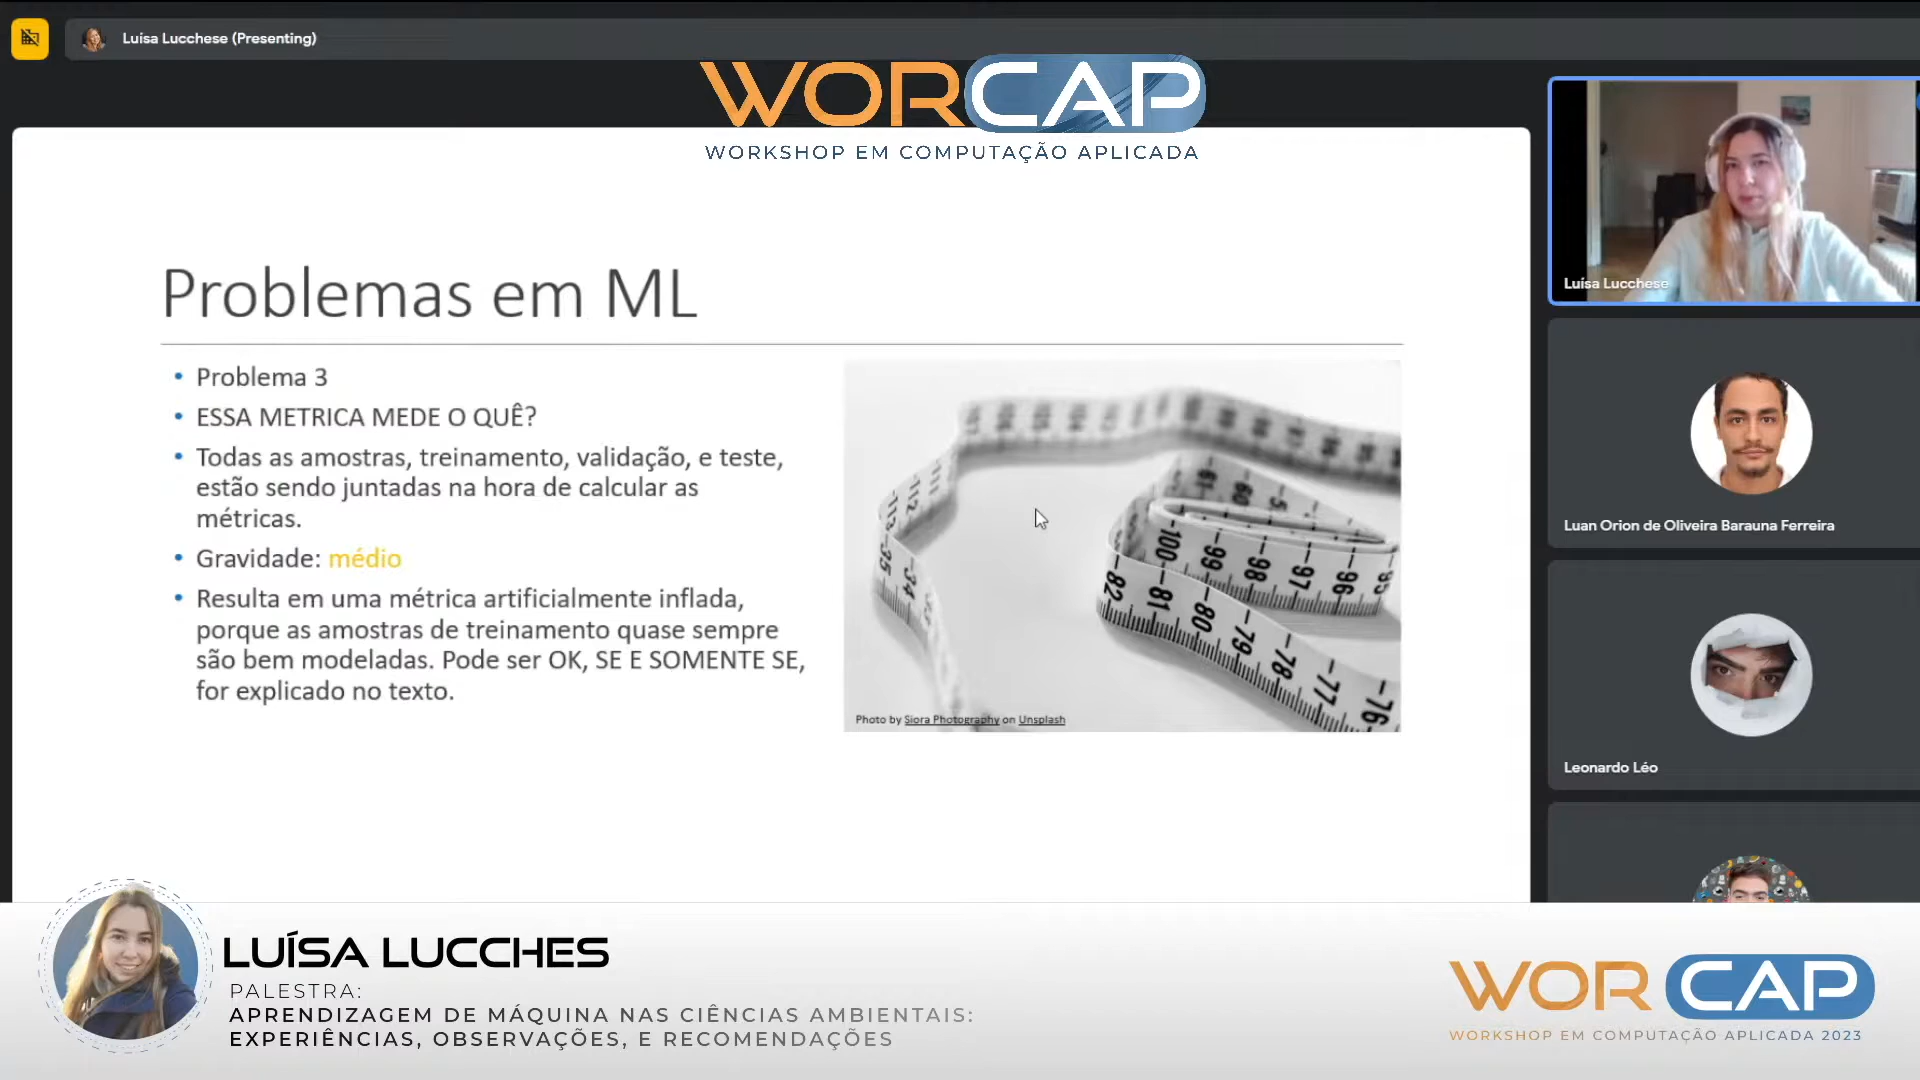 Luísa Lucchese (Presenting)
WORCAP
WORKSHOP EM COMPUTAÇÃO APLICADA
Problemas em ML
• Problema 3
• ESSA METRICA MEDE O QUÊ?
• Todas as amostras, treinamento, validação, e teste,
estão sendo juntadas na hora de calcular as
métricas.
• Gravidade: médio
• Resulta em uma métrica artificialmente inflada,
porque as amostras de treinamento quase sempre
são bem modeladas. Pode ser OK, SE E SOMENTE SE,
for explicado no texto.
Photo by Siora Photography on Unsplash
Luísa Lucchese
Luan Orion de Oliveira Barauna Ferreira
Leonardo Léo
LUÍSA LUCCHES
PALESTRA:
APRENDIZAGEM DE MÁQUINA NAS CIÊNCIAS AMBIENTAIS:
EXPERIÊNCIAS, OBSERVAÇÕES, E RECOMENDAÇÕES
WORCAP
WORKSHOP EM COMPUTAÇÃO APLICADA 2023